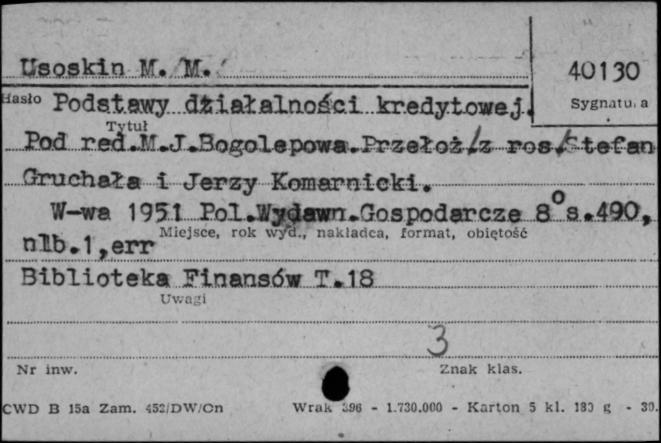 Usoskin M. M.
40130
Hasło Podstawy działalności kredytowej.
Sygnatura
Tytuł
Pod red.M.J.Bogolepowa.Przełoż./z ros/Stefan
Gruchała i Jerzy Komarnicki.
W-wa 1951 Pol.Wydawn.Gospodarcze 8° s.490,
Miejsce, rok wyd., nakładca, format, objętość
nlb.1,err
Biblioteka Finansów T.18
Uwagi
3
Nr inw.
Znak klas.
CWD B 15a Zam. 452/DW/Cn Wrak 396 - 1.730.000 - Karton 5 kl. 180 g - 30.